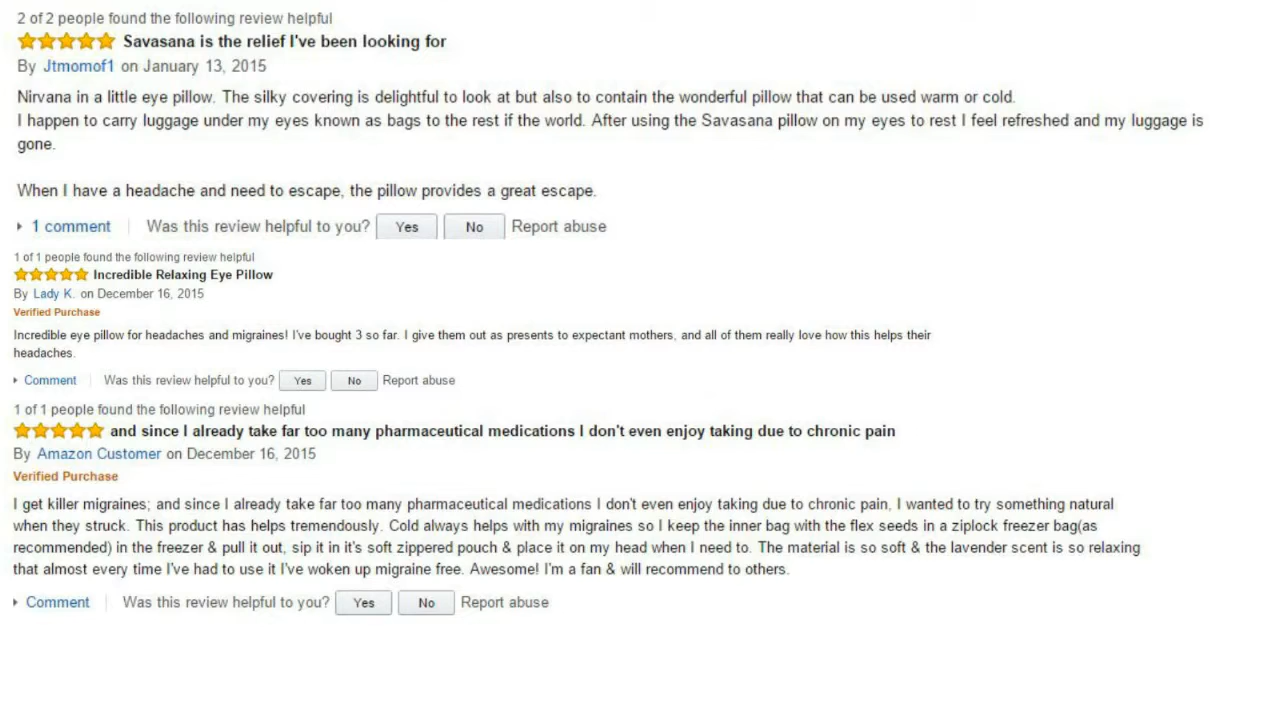 2 of 2 people found the following review helpful
Savasana is the relief I've been looking for
By Jtmomof1 on January 13, 2015
Nirvana in a little eye pillow. The silky covering is delightful to look at but also to contain the wonderful pillow that can be used warm or cold.
I happen to carry luggage under my eyes known as bags to the rest if the world. After using the Savasana pillow on my eyes to rest I feel refreshed and my luggage is
gone.
When I have a headache and need to escape, the pillow provides a great escape.
1 comment Was this review helpful to you? Yes No Report abuse
1 of 1 people found the following review helpful
Incredible Relaxing Eye Pillow
By Lady K. on December 16, 2015
Verified Purchase
Incredible eye pillow for headaches and migraines! I've bought 3 so far. I give them out as presents to expectant mothers, and all of them really love how this helps their
headaches.
Comment Was this review helpful to you? Yes No Report abuse
1 of 1 people found the following review helpful
and since I already take far too many pharmaceutical medications I don't even enjoy taking due to chronic pain
By Amazon Customer on December 16, 2015
Verified Purchase
I get killer migraines; and since I already take far too many pharmaceutical medications I don't even enjoy taking due to chronic pain, I wanted to try something natural
when they struck. This product has helps tremendously. Cold always helps with my migraines so I keep the inner bag with the flex seeds in a ziplock freezer bag(as
recommended) in the freezer & pull it out, sip it in it's soft zippered pouch & place it on my head when I need to. The material is so soft & the lavender scent is so relaxing
that almost every time I've had to use it I've woken up migraine free. Awesome! I'm a fan & will recommend to others.
Comment Was this review helpful to you? Yes No Report abuse